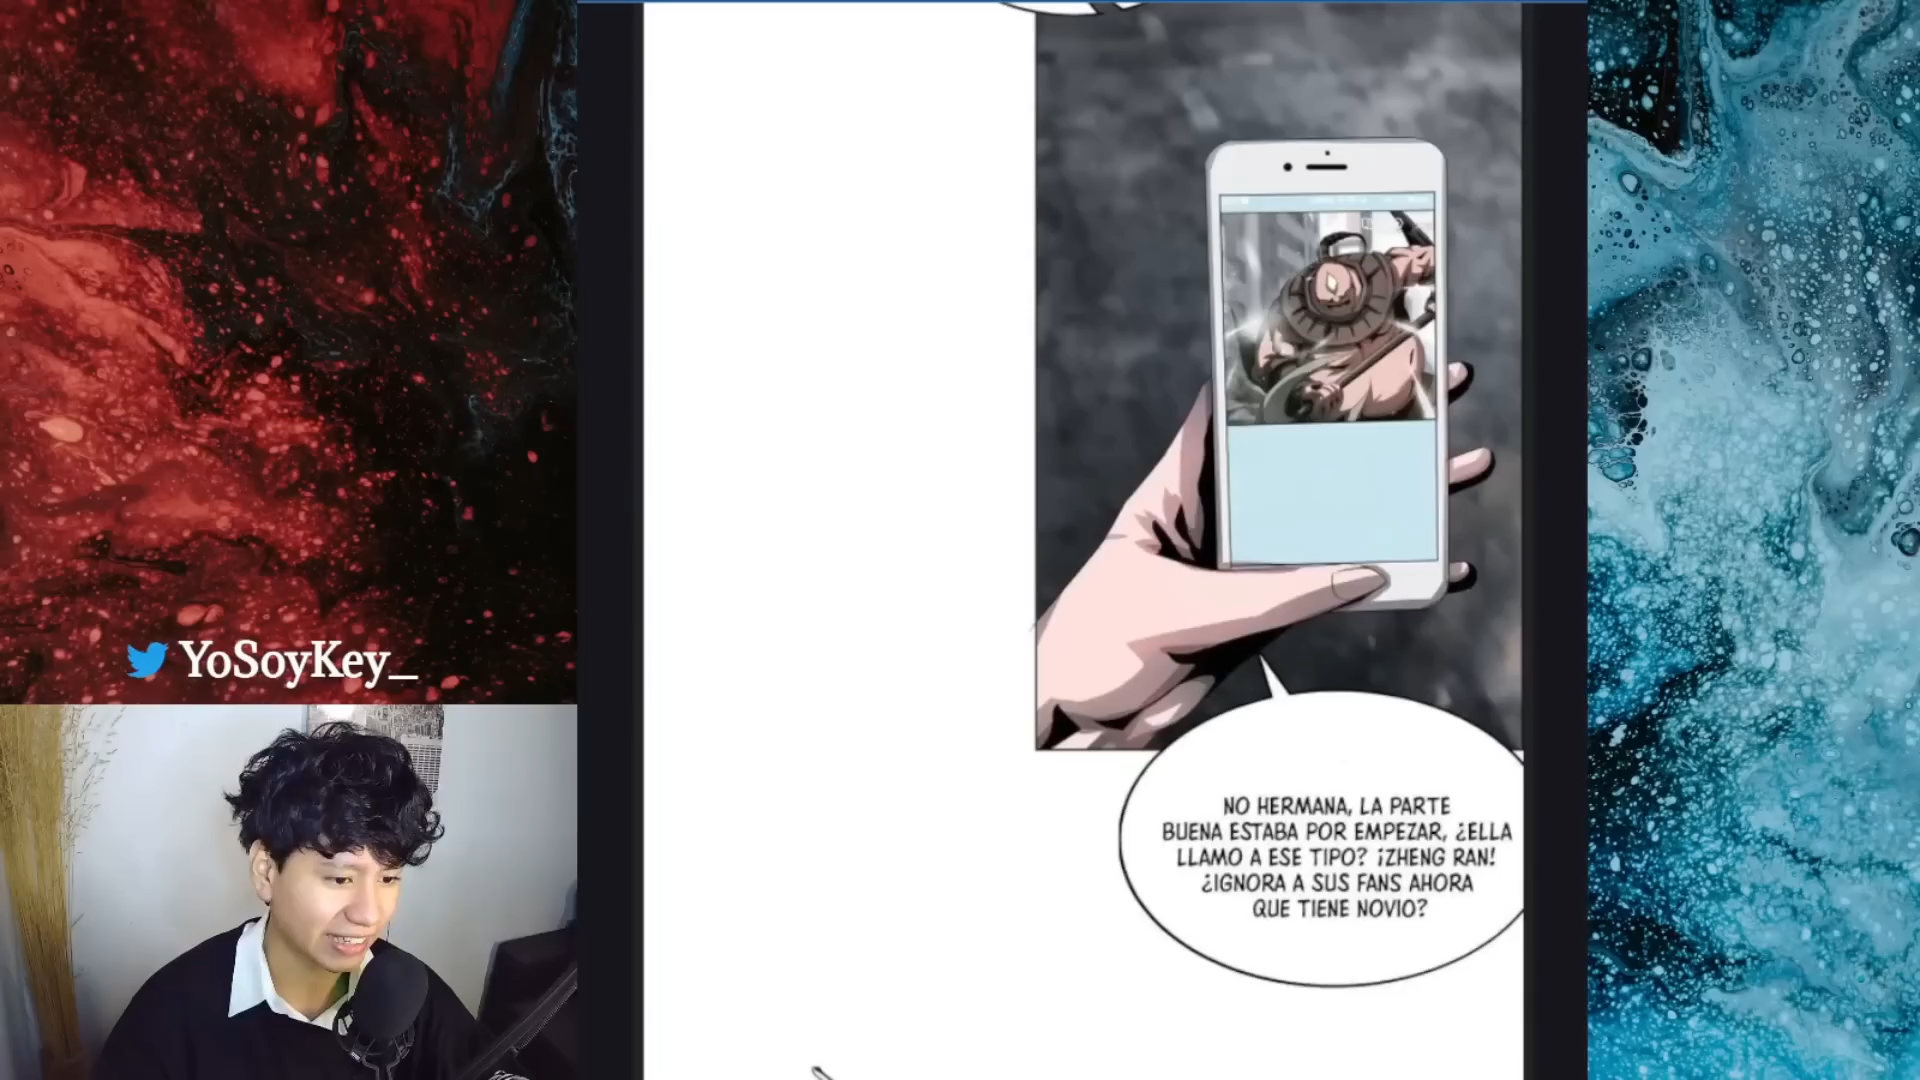 YoSoyKey_
NO HERMANA, LA PARTE
BUENA ESTABA POR EMPEZAR, ¿ELLA
LLAMO A ESE TIPO? ¡ZHENG RAN!
¿IGNORA A SUS FANS AHORA
QUE TIENE NOVIO?